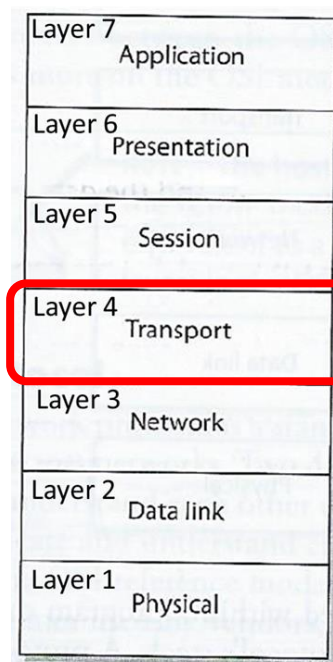 Layer 7
Application
Layer 6
Presentation
Layer 5
Session
Layer 4
Transport
Layer 3
Network
Layer 2
Data link
Layer 1
Physical